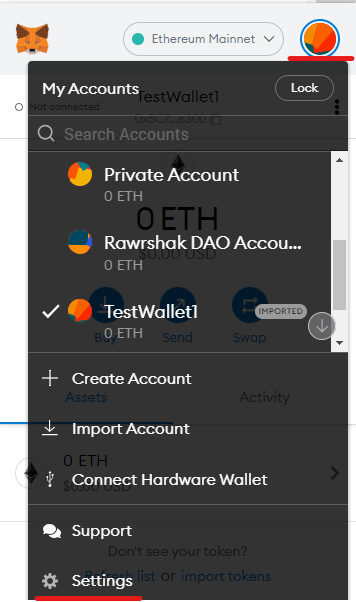 Ethereum Mainnet
My Accounts
Lock
Not connected
TestWallet1
0x5C7...c300
Search Accounts
Private Account
0 ETH
0 ETH
$0.00 USD
Rawrshak DAO Accou...
0 ETH
TestWallet1
IMPORTED
0 ETH
Buy
Send
Swap
Create Account
Assets
Activity
Import Account
0 ETH
Connect Hardware Wallet
$0.00 USD
Support
Don't see your token?
Settings
Refresh list or import tokens